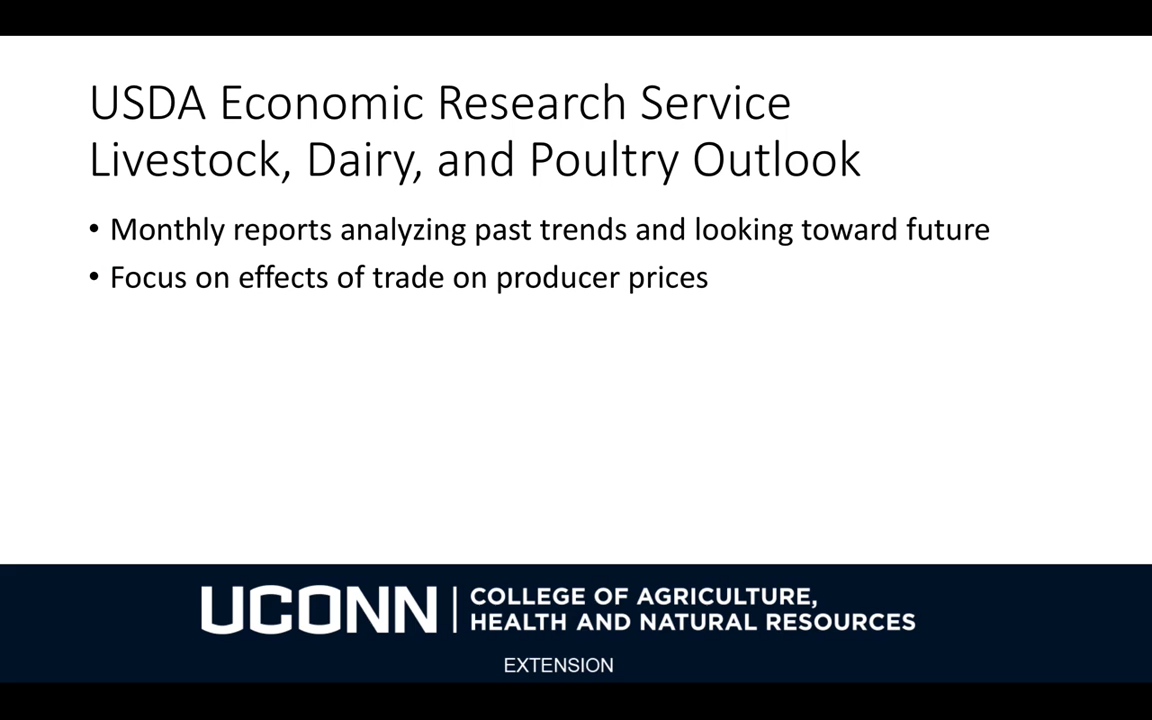 USDA Economic Research Service
Livestock, Dairy, and Poultry Outlook
• Monthly reports analyzing past trends and looking toward future
• Focus on effects of trade on producer prices
UCONN | COLLEGE OF AGRICULTURE,
HEALTH AND NATURAL RESOURCES
EXTENSION